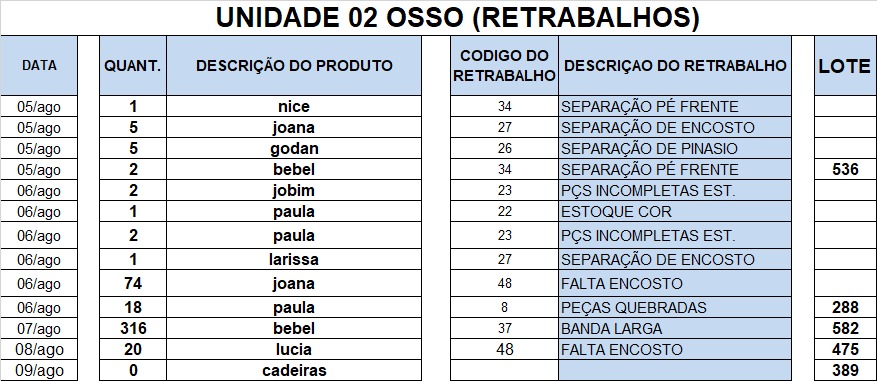 UNIDADE 02 OSSO (RETRABALHOS)
DATA QUANT. DESCRIÇÃO DO PRODUTO CODIGO DO RETRABALHO DESCRIÇAO DO RETRABALHO LOTE
05/ago 1 nice 34 SEPARAÇÃO PÉ FRENTE
05/ago 5 joana 27 SEPARAÇÃO DE ENCOSTO
05/ago 5 godan 26 SEPARAÇÃO DE PINASIO
05/ago 2 bebel 34 SEPARAÇÃO PÉ FRENTE 536
06/ago 2 jobim 23 PÇS INCOMPLETAS EST.
06/ago 1 paula 22 ESTOQUE COR
06/ago 2 paula 23 PÇS INCOMPLETAS EST.
06/ago 1 larissa 27 SEPARAÇÃO DE ENCOSTO
06/ago 74 joana 48 FALTA ENCOSTO
06/ago 18 paula 8 PEÇAS QUEBRADAS 288
07/ago 316 bebel 37 BANDA LARGA 582
08/ago 20 lucia 48 FALTA ENCOSTO 475
09/ago 0 cadeiras 389